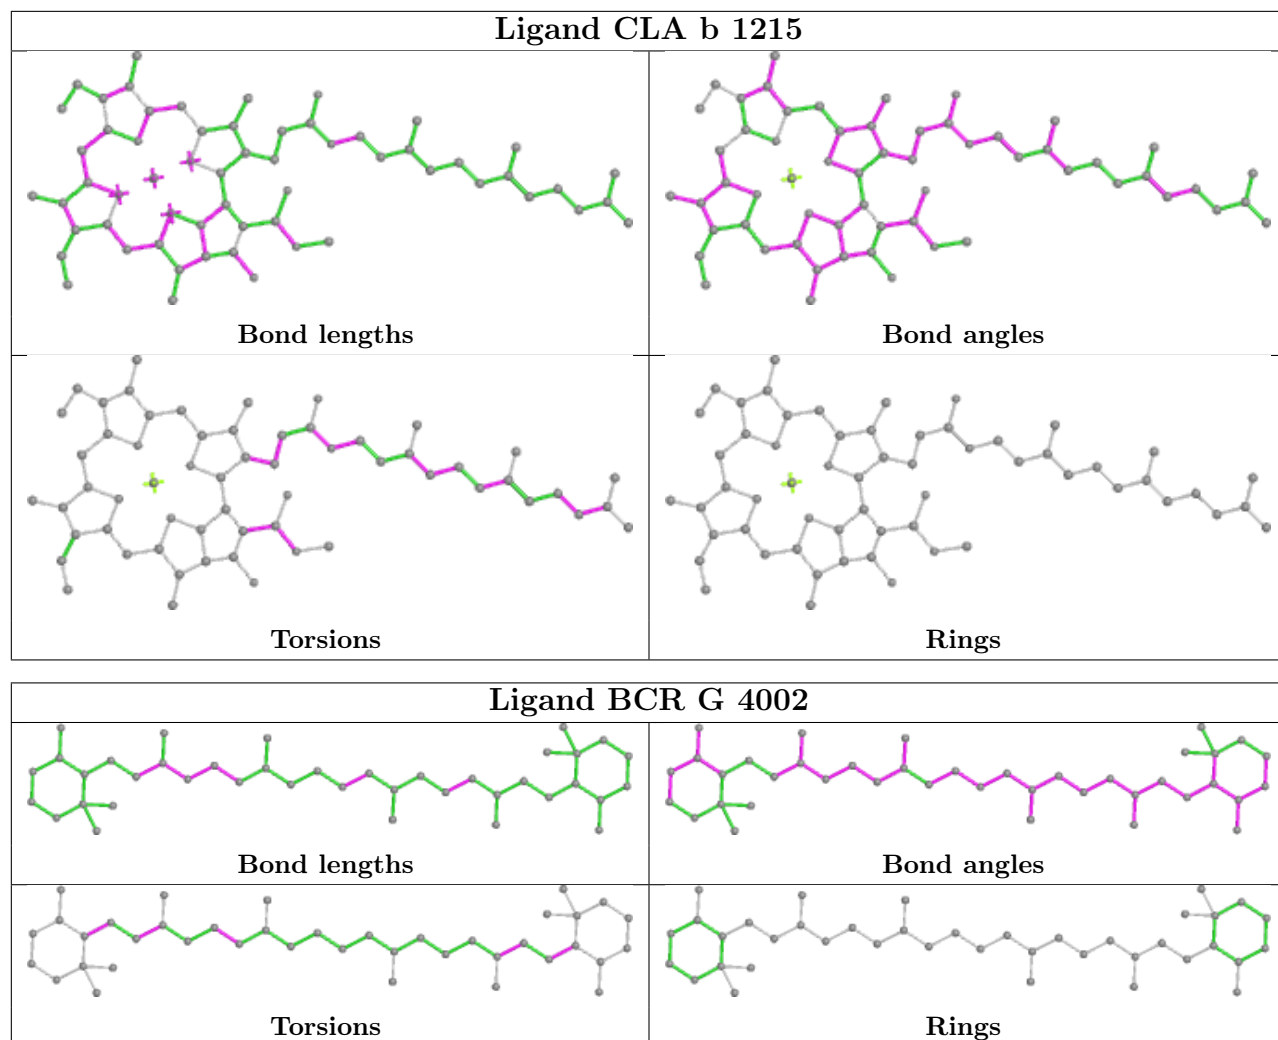 Ligand CLA b 1215
Bond lengths
Bond angles
Torsions
Rings
Ligand BCR G 4002
Bond lengths
Bond angles
Torsions
Rings